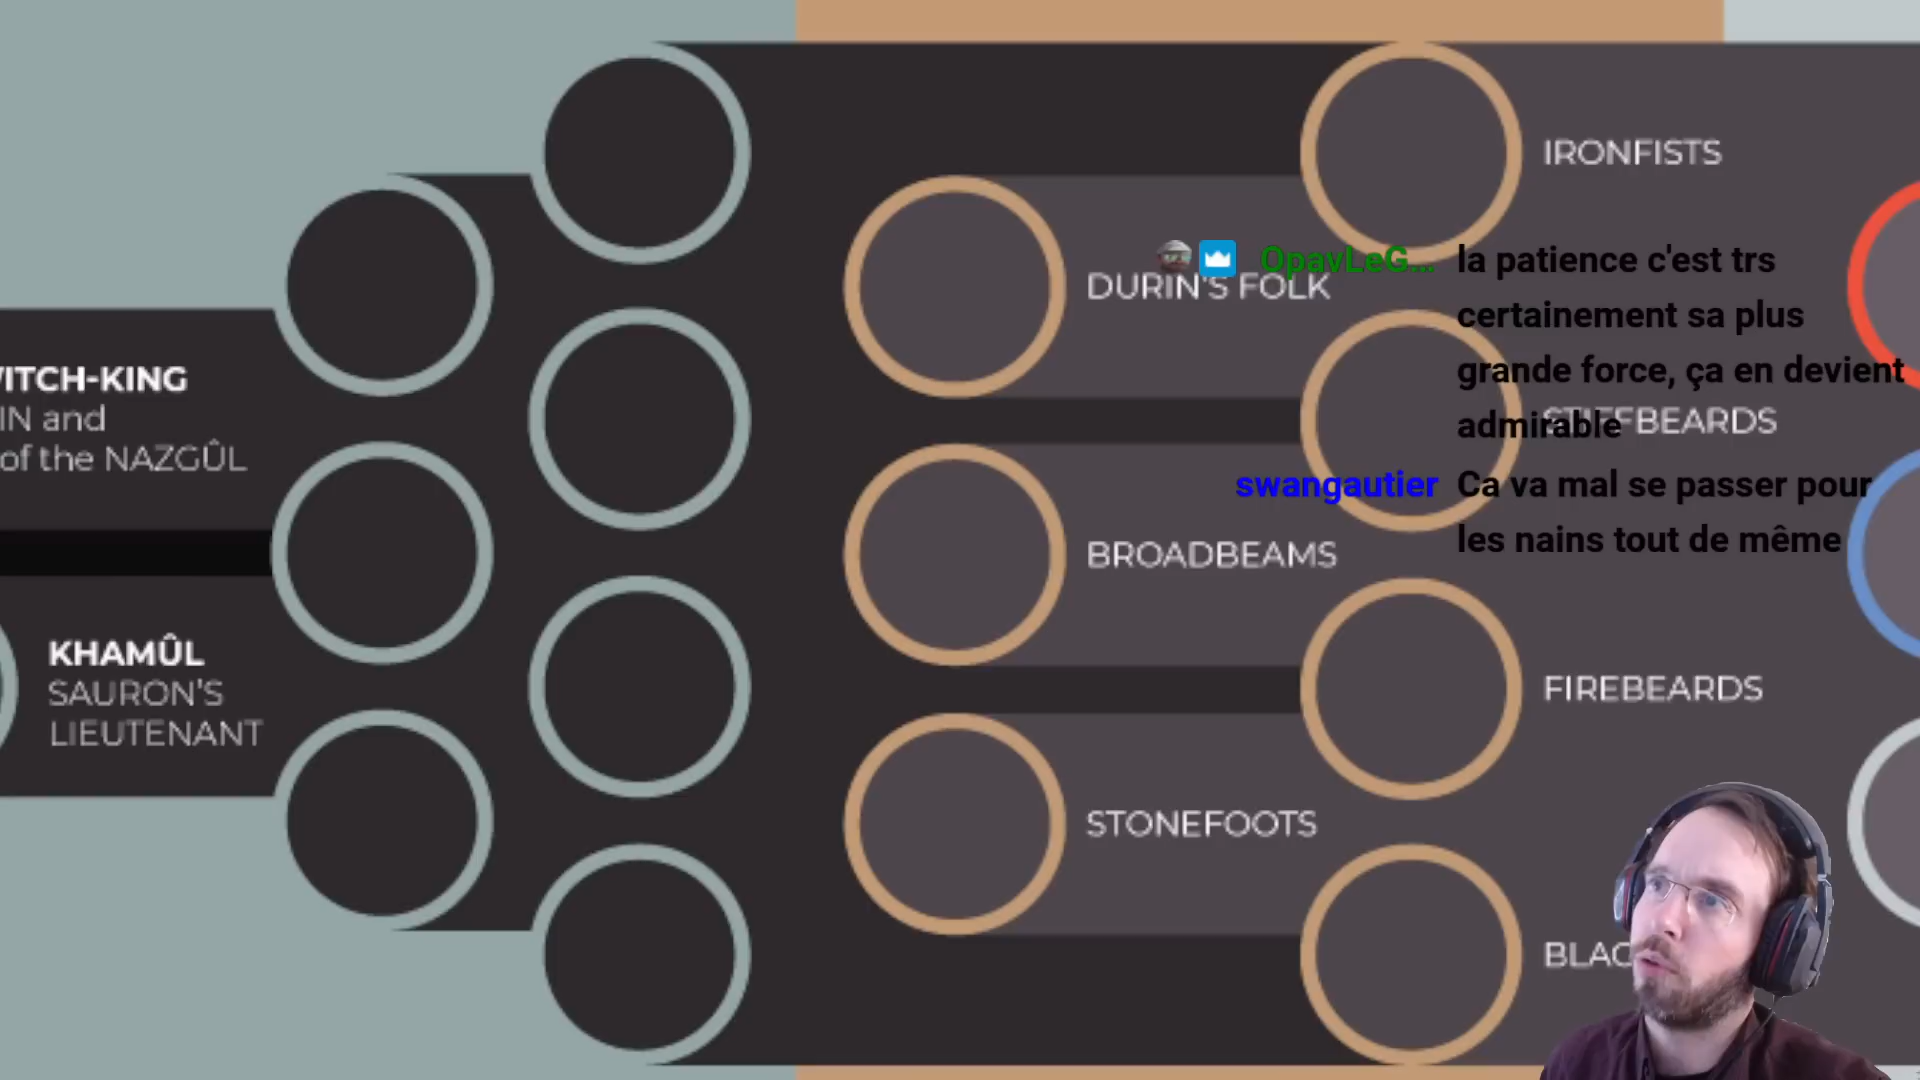 IRONFISTS
OpavLeG... la patience c'est trs
certainement sa plus
grande force, ça en devient
admirable
DURIN'S FOLK
WITCH-KING
IN and
of the NAZGÛL
STIFFBEARDS
swangautier Ca va mal se passer pour
les nains tout de même
BROADBEAMS
KHAMÛL
SAURON'S
LIEUTENANT
FIREBEARDS
STONEFOOTS
BLAC